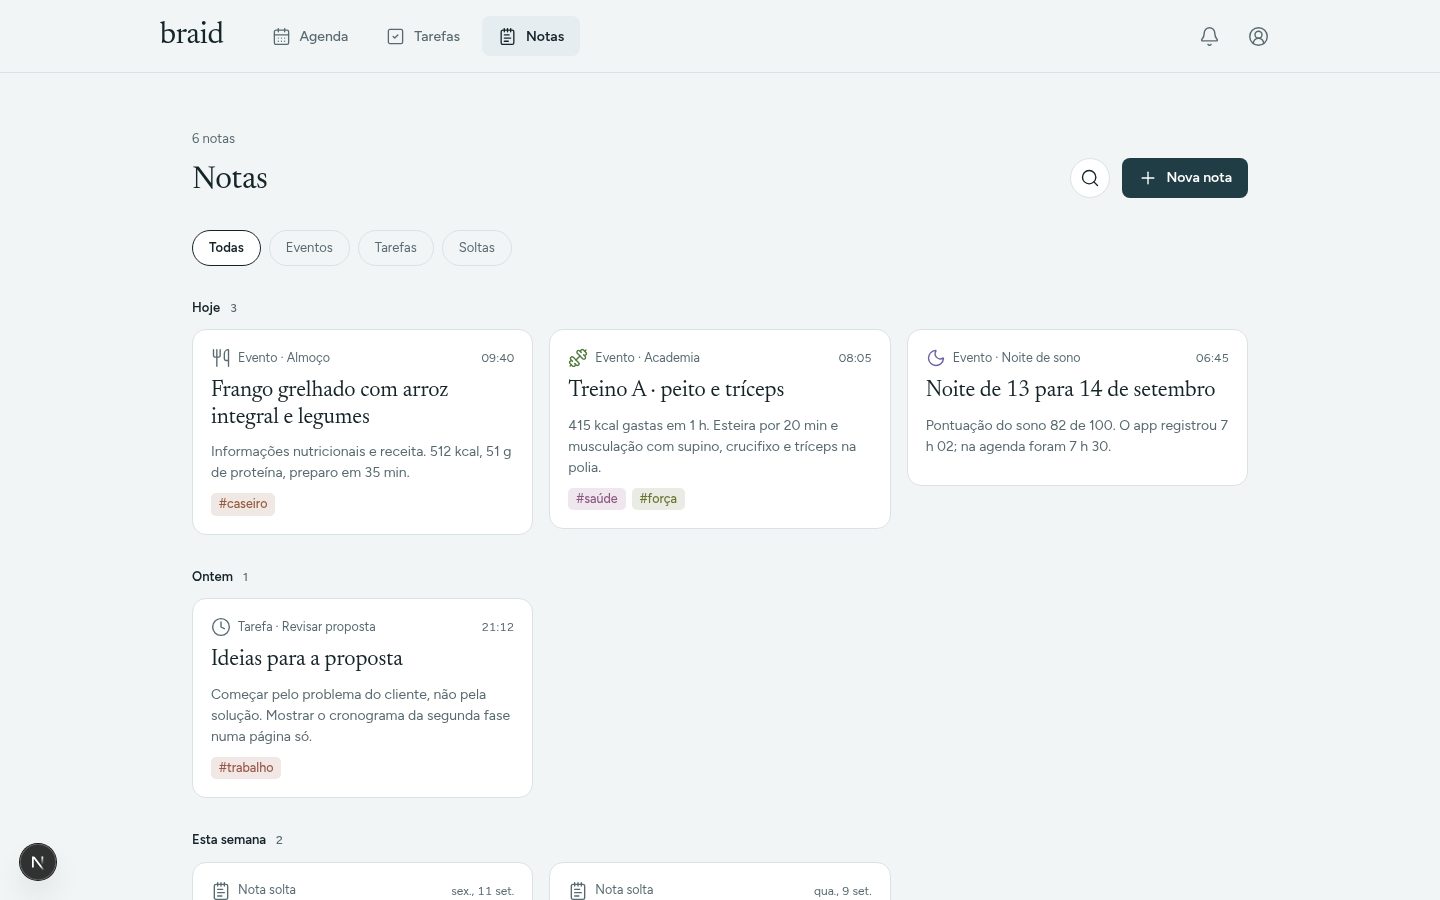 braid
Agenda
Tarefas
Notas
6 notas
Notas
Nova nota
Todas
Eventos
Tarefas
Soltas
Hoje 3
Evento · Almoço 09:40
Frango grelhado com arroz
integral e legumes
Informações nutricionais e receita. 512 kcal, 51 g
de proteína, preparo em 35 min.
#caseiro
Evento · Academia 08:05
Treino A · peito e tríceps
415 kcal gastas em 1 h. Esteira por 20 min e
musculação com supino, crucifixo e tríceps na
polia.
#saúde #força
Evento · Noite de sono 06:45
Noite de 13 para 14 de setembro
Pontuação do sono 82 de 100. O app registrou 7
h 02; na agenda foram 7 h 30.
Ontem 1
Tarefa · Revisar proposta 21:12
Ideias para a proposta
Começar pelo problema do cliente, não pela
solução. Mostrar o cronograma da segunda fase
numa página só.
#trabalho
Esta semana 2
Nota solta sex., 11 set.
Nota solta qua., 9 set.
N